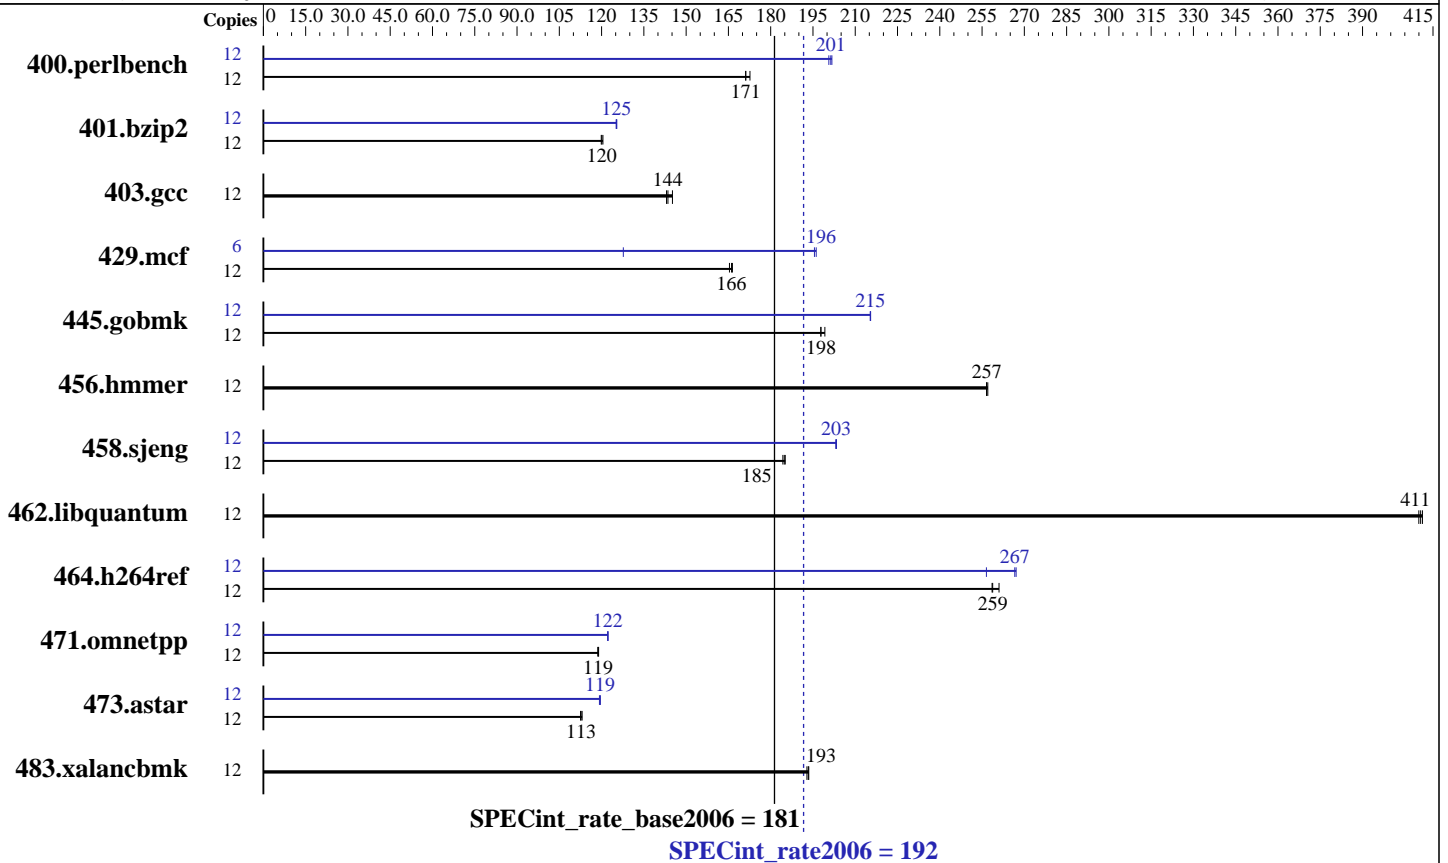 Copies 0 15.0 30.0 45.0 60.0 75.0 90.0 105 120 135 150 165 180 195 210 225 240 255 270 285 300 315 330 345 360 375 390 415
400.perlbench 12 201
12 171
401.bzip2 12 125
12 120
403.gcc 12 144
429.mcf 6 196
12 166
445.gobmk 12 215
12 198
456.hmmer 12 257
458.sjeng 12 203
12 185
462.libquantum 12 411
464.h264ref 12 267
12 259
471.omnetpp 12 122
12 119
473.astar 12 119
12 113
483.xalancbmk 12 193
SPECint_rate_base2006 = 181
SPECint_rate2006 = 192